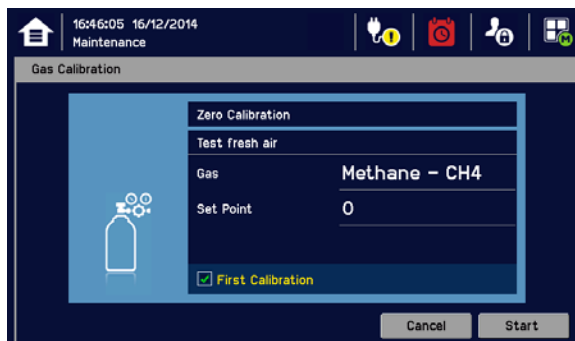 16:46:05 16/12/2014
Maintenance
M
Gas Calibration
Zero Calibration
Test fresh air
Gas Methane - CH4
Set Point 0
First Calibration
Cancel Start